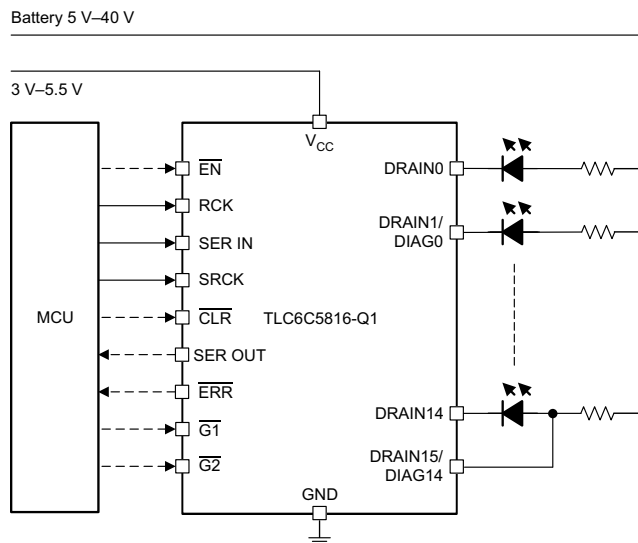 Battery 5 V–40 V
3 V–5.5 V
V_CC
EN
RCK
SER IN
SRCK
CLR
SER OUT
ERR
G1
G2
MCU
TLC6C5816-Q1
DRAIN0
DRAIN1/
DIAG0
DRAIN14
DRAIN15/
DIAG14
GND